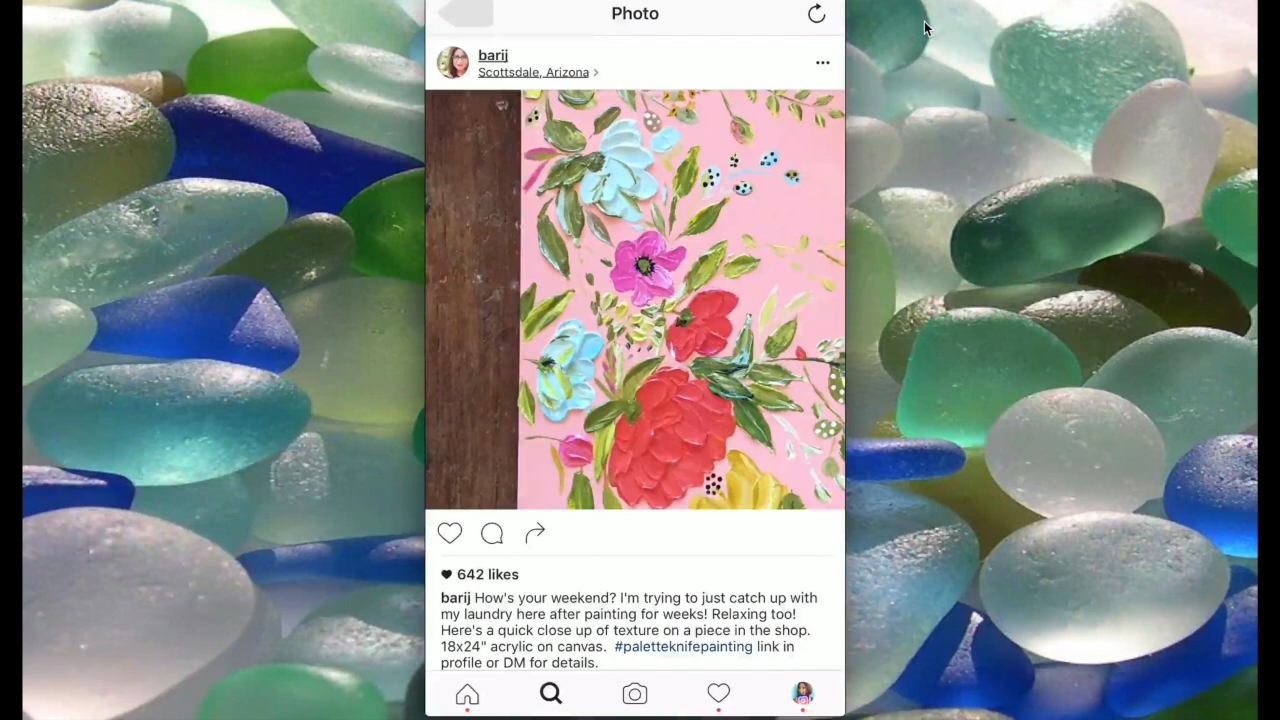 Photo
barij
Scottsdale, Arizona
642 likes
barij How's your weekend? I'm trying to just catch up with
my laundry here after painting for weeks! Relaxing too!
Here's a quick close up of texture on a piece in the shop.
18x24" acrylic on canvas. #paletteknifepainting link in
profile or DM for details.